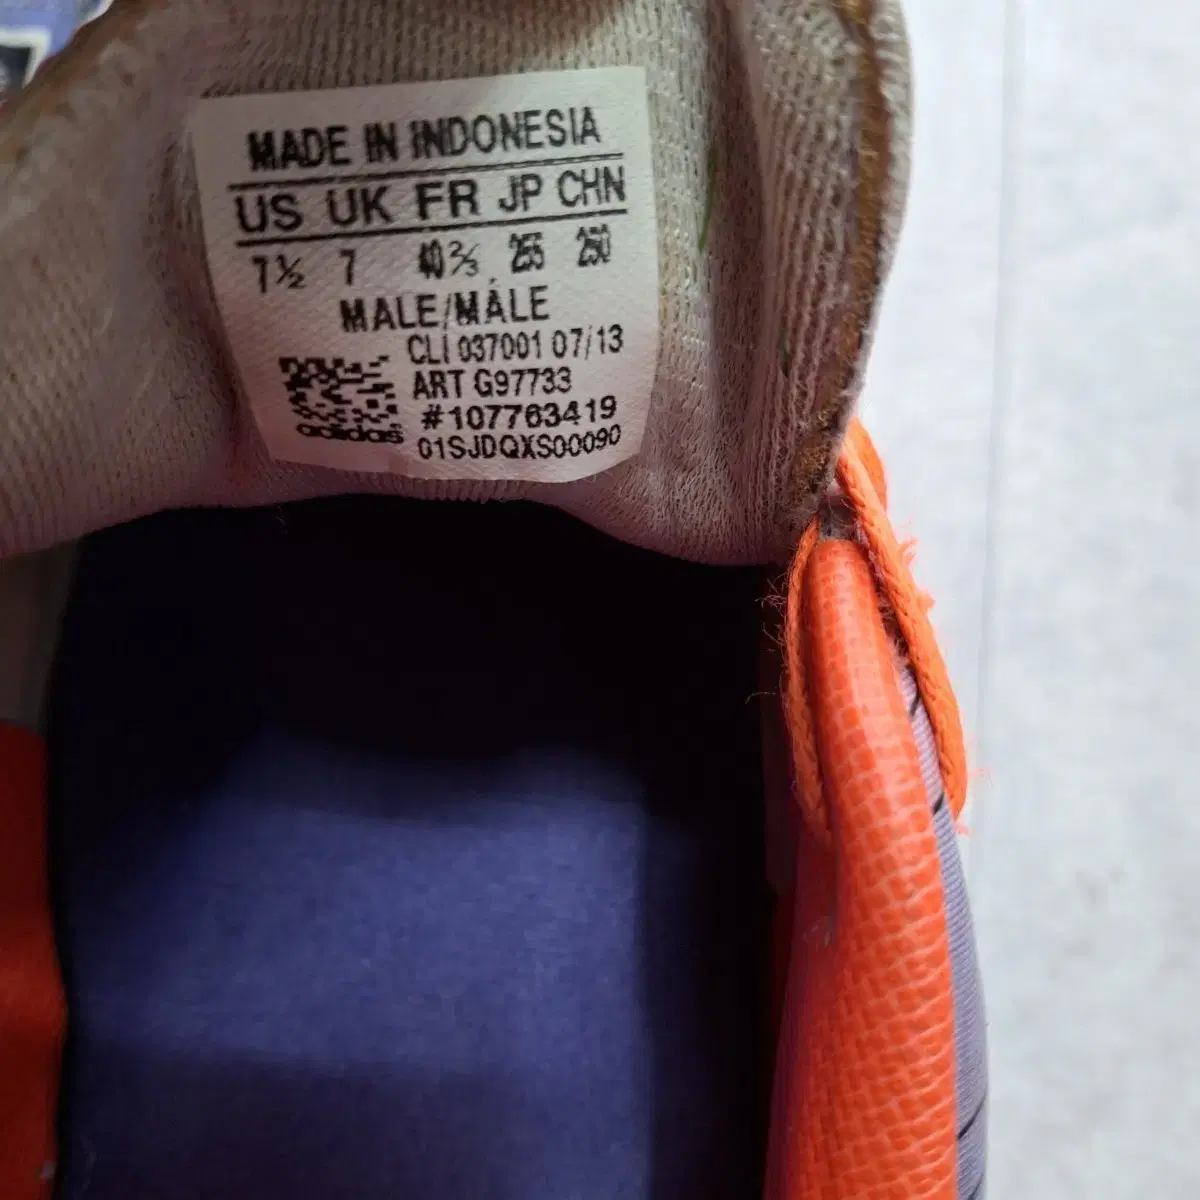 MADE IN INDONESIA
US UK FR JP CHN
7½ 7 40⅔ 255 250
MALE/MÂLE
CLI 037001 07/13
ART G97733
#107763419
adidas 01SJDQXS00090